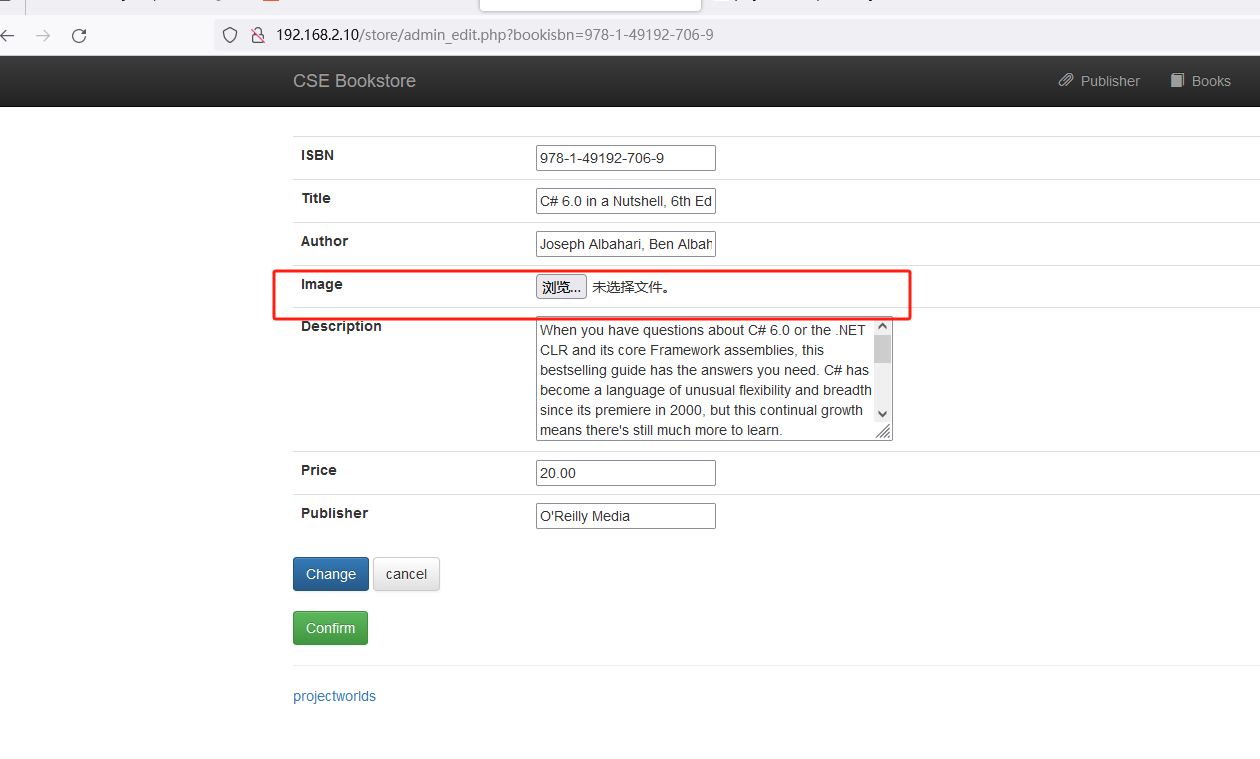 192.168.2.10/store/admin_edit.php?bookisbn=978-1-49192-706-9
CSE Bookstore Publisher Books
ISBN 978-1-49192-706-9
Title C# 6.0 in a Nutshell, 6th Ed
Author Joseph Albahari, Ben Albah
Image 浏览... 未选择文件。
Description When you have questions about C# 6.0 or the .NET
CLR and its core Framework assemblies, this
bestselling guide has the answers you need. C# has
become a language of unusual flexibility and breadth
since its premiere in 2000, but this continual growth
means there's still much more to learn.
Price 20.00
Publisher O'Reilly Media
Change cancel
Confirm
projectworlds